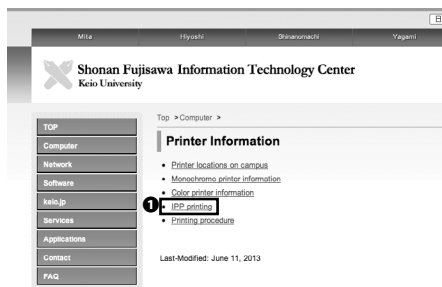 日
Mita Hiyoshi Shinanomachi Yagami
Shonan Fujisawa Information Technology Center
Keio University
Top >Computer >
TOP
Computer
Network
Software
keio.jp
Services
Applications
Contact
FAQ
Printer Information
• Printer locations on campus
• Monochrome printer information
• Color printer information
❶ • IPP printing
• Printing procedure
Last-Modified: June 11, 2013